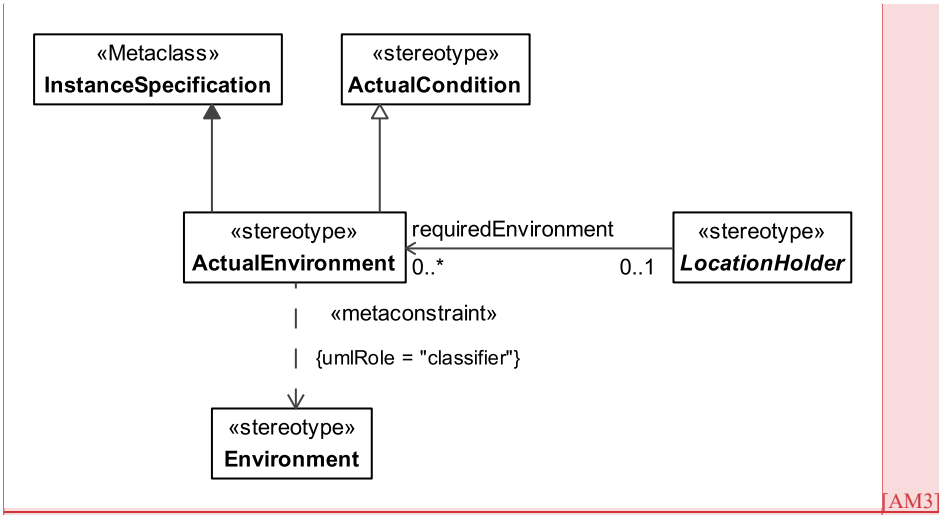 «Metaclass»
InstanceSpecification
«stereotype»
ActualCondition
«stereotype»
ActualEnvironment
requiredEnvironment
0..*
0..1
«stereotype»
LocationHolder
«metaconstraint»
{umlRole = "classifier"}
«stereotype»
Environment
[AM3]